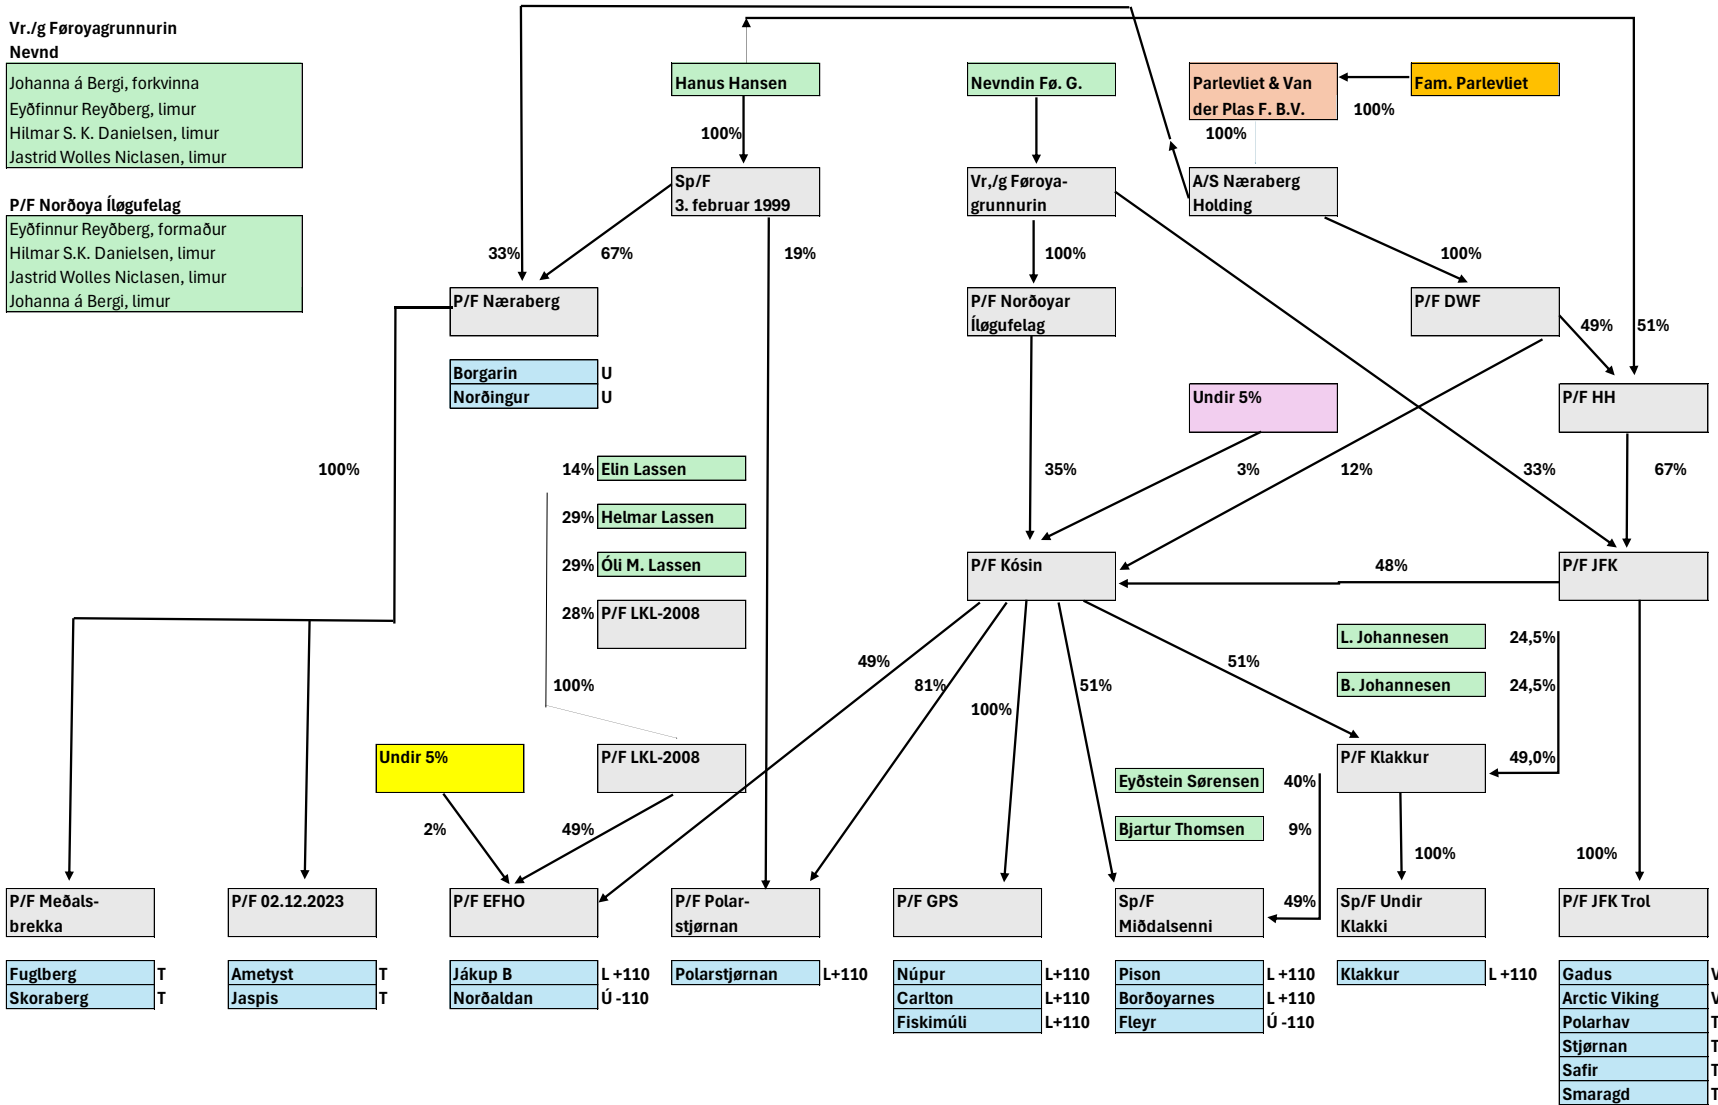 Vr./g Føroyagrunnurin
Nevnd
Johanna á Bergi, forkvinna
Eyðfinnur Reyðberg, limur
Hilmar S. K. Danielsen, limur
Jastrid Wolles Niclasen, limur
P/F Norðoya Íløgufelag
Eyðfinnur Reyðberg, formaður
Hilmar S.K. Danielsen, limur
Jastrid Wolles Niclasen, limur
Johanna á Bergi, limur
Hanus Hansen
Nevndin Fø. G.
Parlevliet & Van
der Plas F. B.V.
Fam. Parlevliet
100%
100%
100%
Sp/F
3. februar 1999
Vr,/g Føroya-
grunnurin
A/S Næraberg
Holding
33%
67%
19%
100%
100%
P/F Næraberg
P/F Norðoyar
Íløgufelag
P/F DWF
49%
51%
Borgarin U
Norðingur U
Undir 5%
P/F HH
100%
14% Elin Lassen
35%
3%
12%
33%
67%
29% Helmar Lassen
29% Óli M. Lassen
P/F Kósin
48%
P/F JFK
28% P/F LKL-2008
L. Johannesen 24,5%
49%
81%
51%
51%
100%
B. Johannesen 24,5%
100%
Undir 5%
P/F LKL-2008
P/F Klakkur
49,0%
Eyðstein Sørensen 40%
2%
49%
Bjartur Thomsen 9%
100%
100%
P/F Meðals-
brekka
P/F 02.12.2023
P/F EFHO
P/F Polar-
stjørnan
P/F GPS
Sp/F
Miðdalsenni
49%
Sp/F Undir
Klakki
P/F JFK Trol
Fuglberg T
Skoraberg T
Ametyst T
Jaspis T
Jákup B L +110
Norðaldan Ú -110
Polarstjørnan L+110
Núpur L+110
Carlton L+110
Fiskimúli L+110
Pison L +110
Borðoyarnes L +110
Fleyr Ú -110
Klakkur L +110
Gadus V
Arctic Viking V
Polarhav T
Stjørnan T
Safir T
Smaragd T